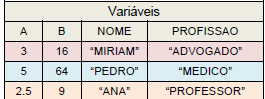 Variáveis
A B NOME PROFISSAO
3 16 “MIRIAM” “ADVOGADO”
5 64 “PEDRO” “MEDICO”
2.5 9 “ANA” “PROFESSOR”